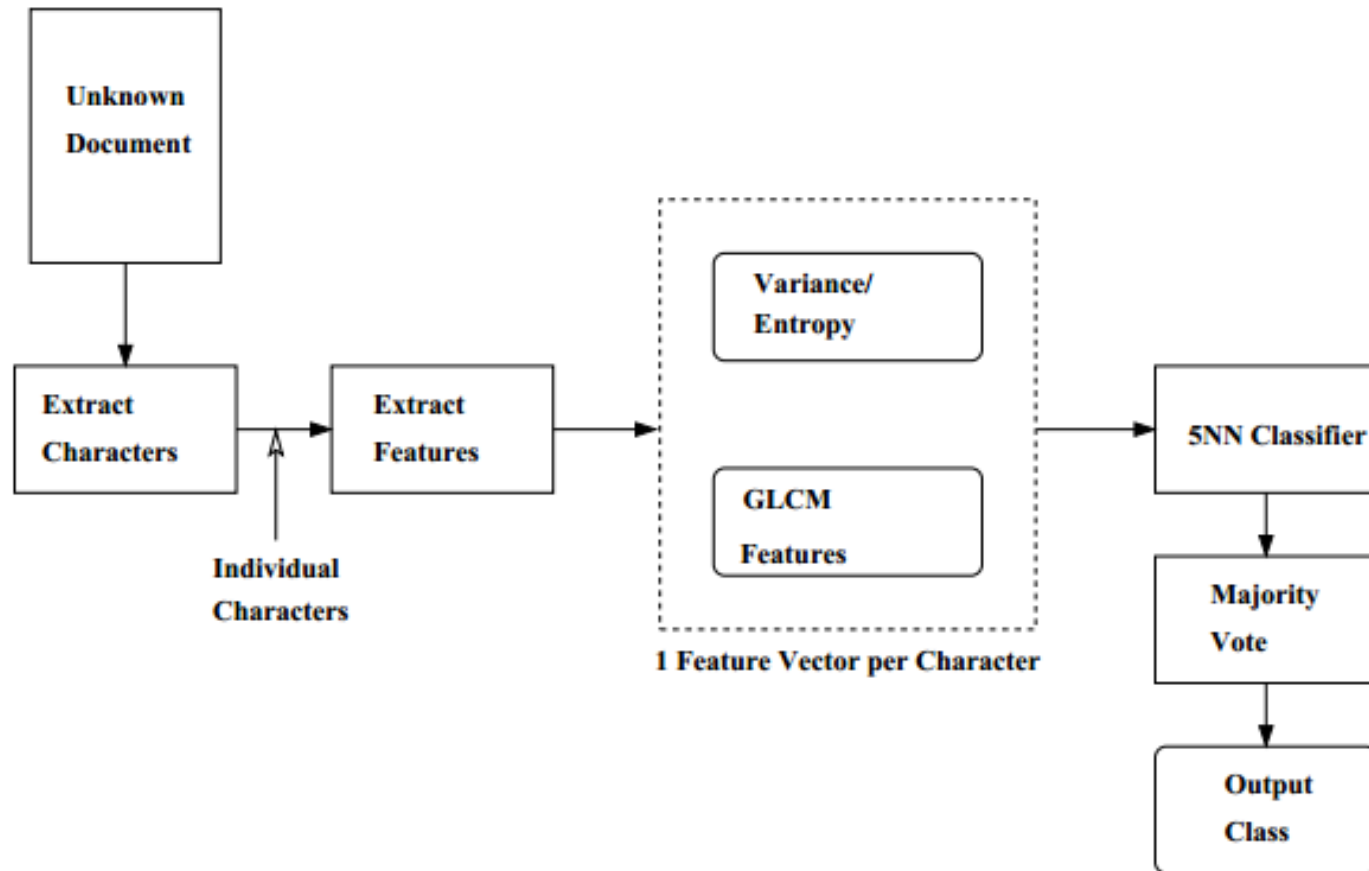 Unknown
Document
Extract
Characters
Individual
Characters
Extract
Features
Variance/
Entropy
GLCM
Features
1 Feature Vector per Character
5NN Classifier
Majority
Vote
Output
Class